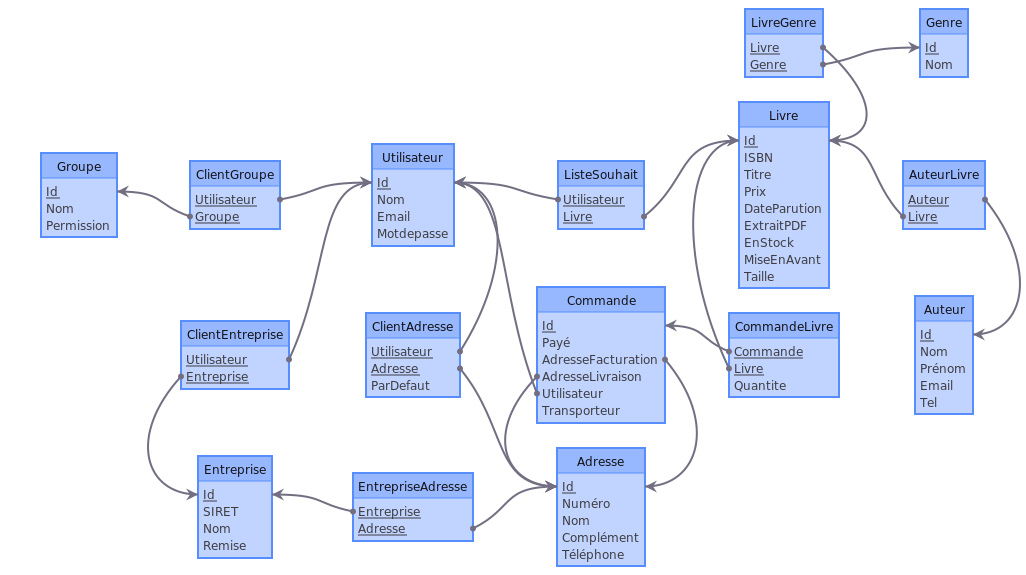 LivreGenre
Livre
Genre
Genre
Id
Nom
Livre
Id
ISBN
Titre
Prix
DateParution
ExtraitPDF
EnStock
MiseEnAvant
Taille
Groupe
Id
Nom
Permission
ClientGroupe
Utilisateur
Groupe
Utilisateur
Id
Nom
Email
Motdepasse
ListeSouhait
Utilisateur
Livre
AuteurLivre
Auteur
Livre
ClientEntreprise
Utilisateur
Entreprise
ClientAdresse
Utilisateur
Adresse
ParDefaut
Commande
Id
Payé
AdresseFacturation
AdresseLivraison
Utilisateur
Transporteur
CommandeLivre
Commande
Livre
Quantite
Auteur
Id
Nom
Prénom
Email
Tel
Entreprise
Id
SIRET
Nom
Remise
EntrepriseAdresse
Entreprise
Adresse
Adresse
Id
Numéro
Nom
Complément
Téléphone